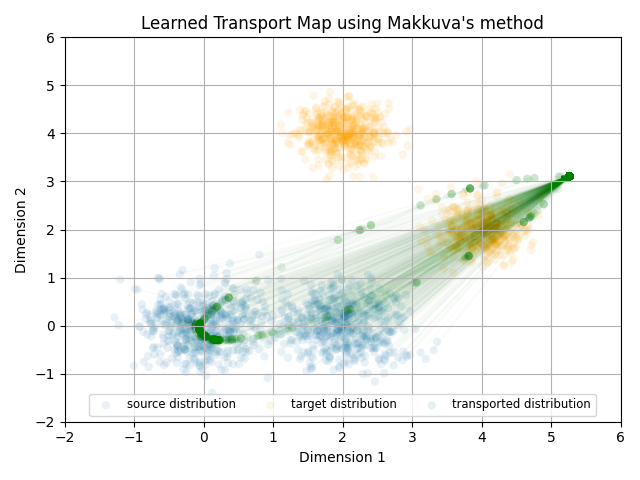 Learned Transport Map using Makkuva's method
6
5
4
3
2
1
0
−1
−2
Dimension 2
source distribution target distribution transported distribution
−2 −1 0 1 2 3 4 5 6
Dimension 1